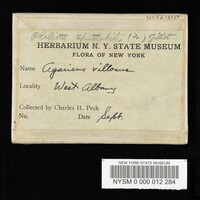 Pholiota
HERBARIUM N. Y. STATE MUSEUM
FLORA OF NEW YORK
Name Agaricus villosus
Locality West Albany
Collected by Charles H. Peck
No. Date Sept.
NEW YORK STATE MUSEUM
NYSM 0 000 012 284